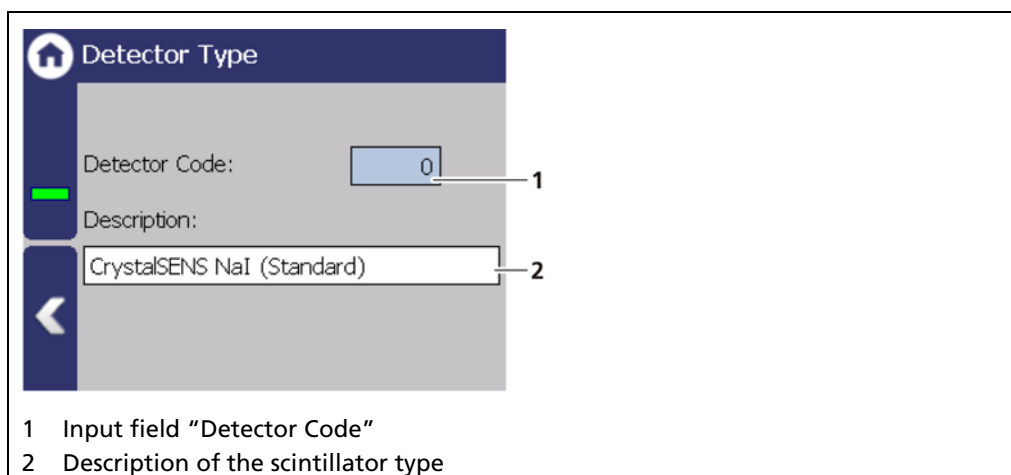 Detector Type
Detector Code:
0
1
Description:
CrystalSENS NaI (Standard)
2
1 Input field “Detector Code”
2 Description of the scintillator type